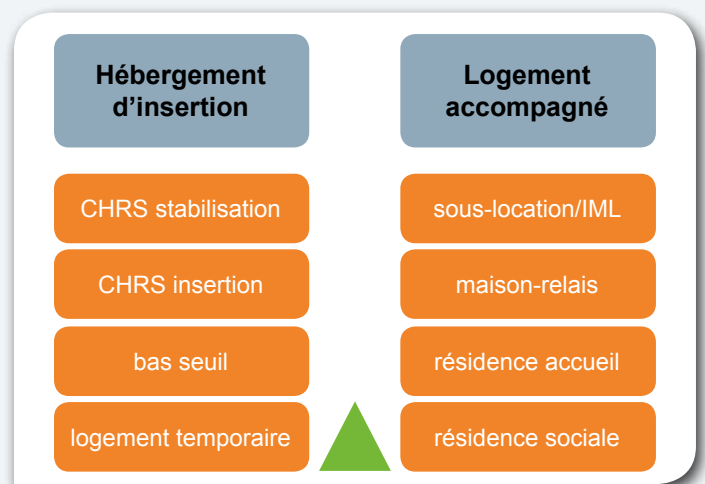 Hébergement
d’insertion
CHRS stabilisation
CHRS insertion
bas seuil
logement temporaire
Logement
accompagné
sous-location/IML
maison-relais
résidence accueil
résidence sociale